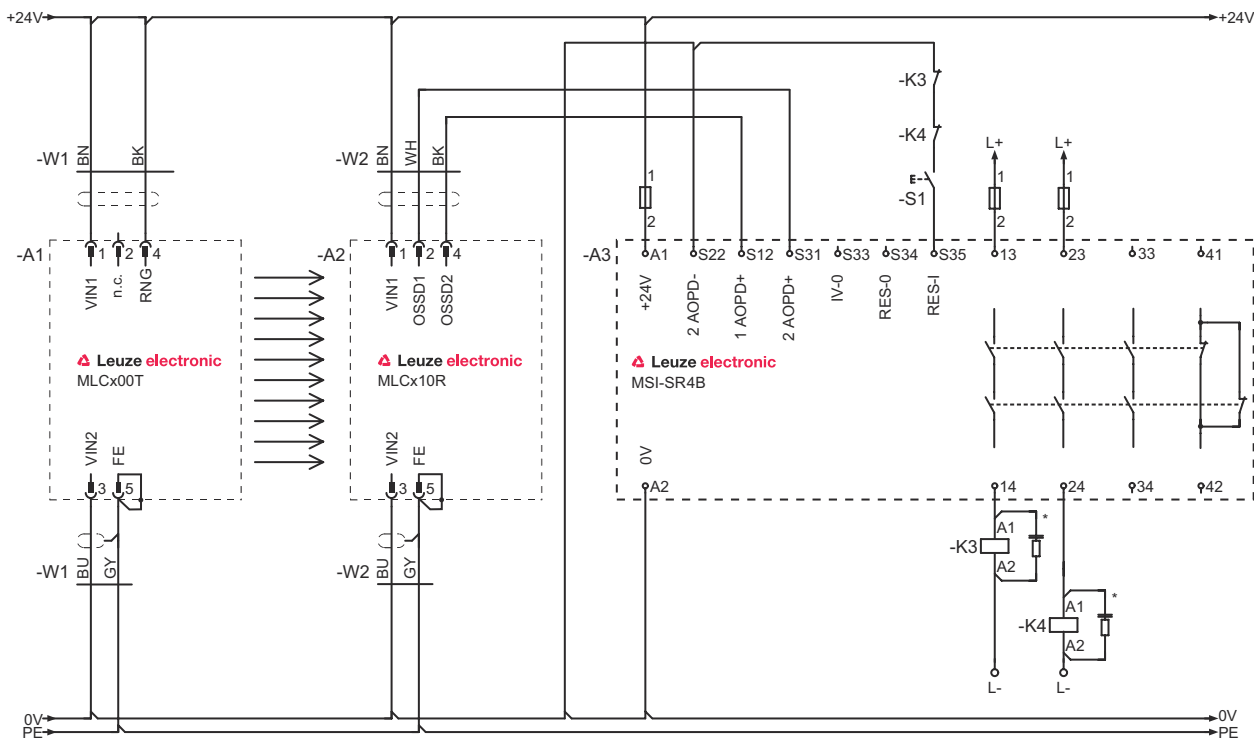 +24V
+24V
-K3
-K4
-S1
-W1
BN
BK
-W2
BN
WH
BK
1
2
L+
1
2
L+
1
2
-A1
1
2
4
VIN1
n.c.
RNG
-A2
1
2
4
VIN1
OSSD1
OSSD2
-A3
A1
S22
S12
S31
S33
S34
S35
13
23
33
41
+24V
2 AOPD-
1 AOPD+
2 AOPD+
IV-0
RES-0
RES-I
Leuze electronic
MLCx00T
Leuze electronic
MLCx10R
Leuze electronic
MSI-SR4B
VIN2
FE
3
5
VIN2
FE
3
5
0V
A2
14
24
34
42
-W1
BU
GY
-W2
BU
GY
-K3
A1
A2
*
-K4
A1
A2
*
L-
L-
0V
0V
PE
PE